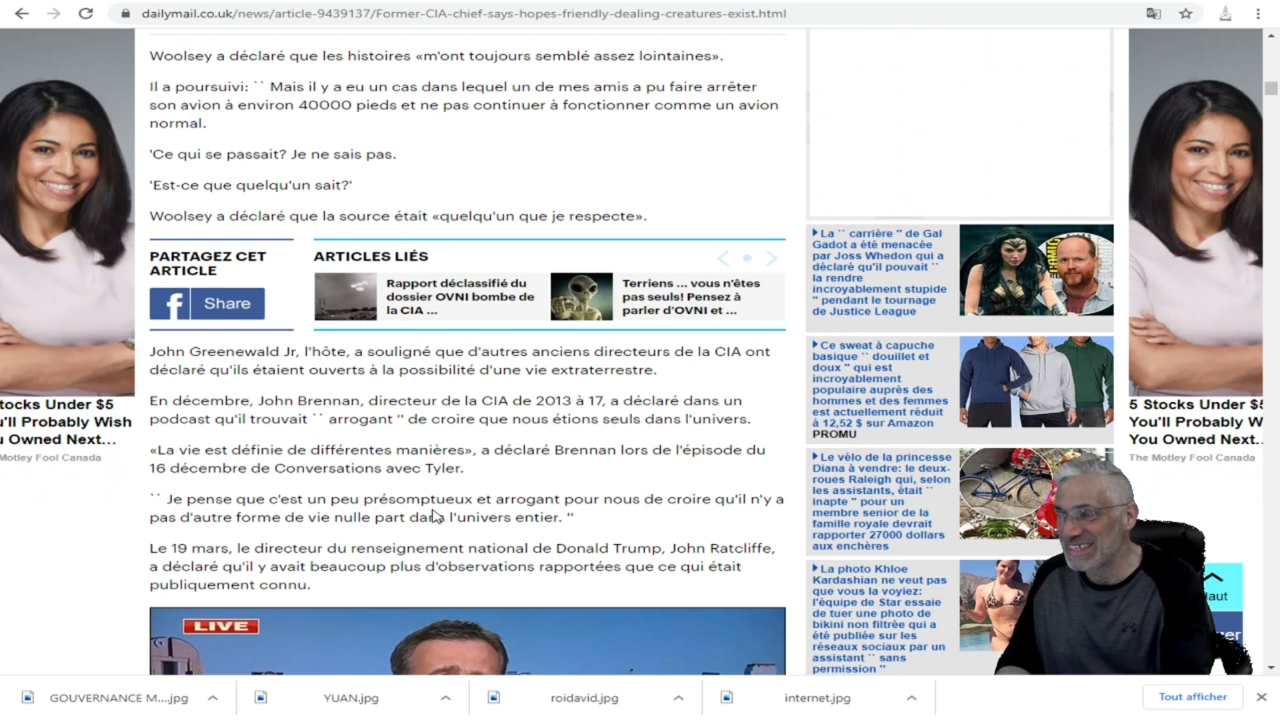 dailymail.co.uk/news/article-9439137/Former-CIA-chief-says-hopes-friendly-dealing-creatures-exist.html
Woolsey a déclaré que les histoires «m'ont toujours semblé assez lointaines».
Il a poursuivi: `` Mais il y a eu un cas dans lequel un de mes amis a pu faire arrêter
son avion à environ 40000 pieds et ne pas continuer à fonctionner comme un avion
normal.
'Ce qui se passait? Je ne sais pas.
'Est-ce que quelqu'un sait?'
Woolsey a déclaré que la source était «quelqu'un que je respecte».
PARTAGEZ CET
ARTICLE
f Share
ARTICLES LIÉS
Rapport déclassifié du
dossier OVNI bombe de
la CIA ...
Terriens ... vous n'êtes
pas seuls! Pensez à
parler d'OVNI et ...
John Greenewald Jr, l'hôte, a souligné que d'autres anciens directeurs de la CIA ont
déclaré qu'ils étaient ouverts à la possibilité d'une vie extraterrestre.
En décembre, John Brennan, directeur de la CIA de 2013 à 17, a déclaré dans un
podcast qu'il trouvait `` arrogant '' de croire que nous étions seuls dans l'univers.
«La vie est définie de différentes manières», a déclaré Brennan lors de l'épisode du
16 décembre de Conversations avec Tyler.
`` Je pense que c'est un peu présomptueux et arrogant pour nous de croire qu'il n'y a
pas d'autre forme de vie nulle part dans l'univers entier. ''
Le 19 mars, le directeur du renseignement national de Donald Trump, John Ratcliffe,
a déclaré qu'il y avait beaucoup plus d'observations rapportées que ce qui était
publiquement connu.
LIVE
La `` carrière '' de Gal
Gadot a été menacée
par Joss Whedon qui a
déclaré qu'il pouvait ``
la rendre
incroyablement stupide
'' pendant le tournage
de Justice League
Ce sweat à capuche
basique `` douillet et
doux '' qui est
incroyablement
populaire auprès des
hommes et des femmes
est actuellement réduit
à 12,52 $ sur Amazon
PROMU
Le vélo de la princesse
Diana à vendre: le deux-
roues Raleigh qui, selon
les assistants, était ``
inapte '' pour un
membre senior de la
famille royale devrait
rapporter 27000 dollars
aux enchères
La photo Khloe
Kardashian ne veut pas
que vous la voyiez:
l'équipe de Star essaie
de tuer une photo de
bikini non filtrée qui a
été publiée sur les
réseaux sociaux par un
assistant `` sans
permission ''
tocks Under $5
u'll Probably Wish
u Owned Next...
Motley Fool Canada
5 Stocks Under $5
You'll Probably W
You Owned Next...
The Motley Fool Canada
Haut
GOUVERNANCE M....jpg
YUAN.jpg
roidavid.jpg
internet.jpg
Tout afficher